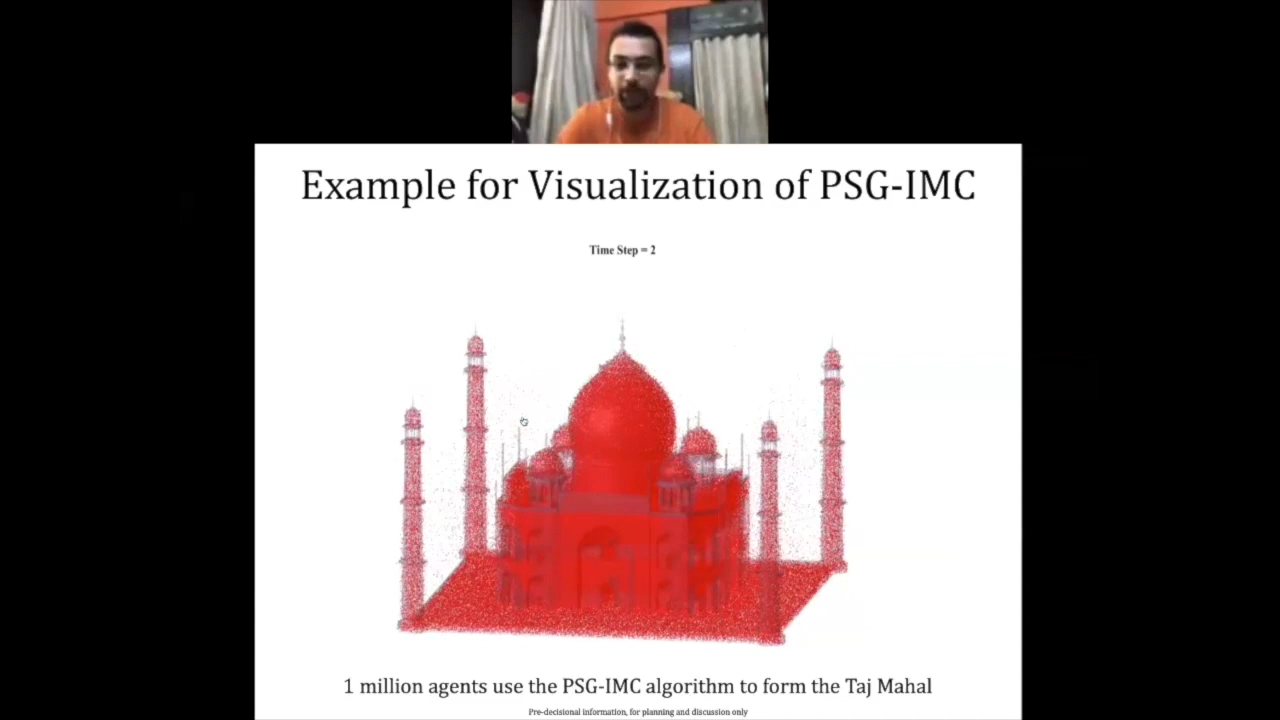 Example for Visualization of PSG-IMC
Time Step = 2
1 million agents use the PSG-IMC algorithm to form the Taj Mahal
Pre-decisional information, for planning and discussion only